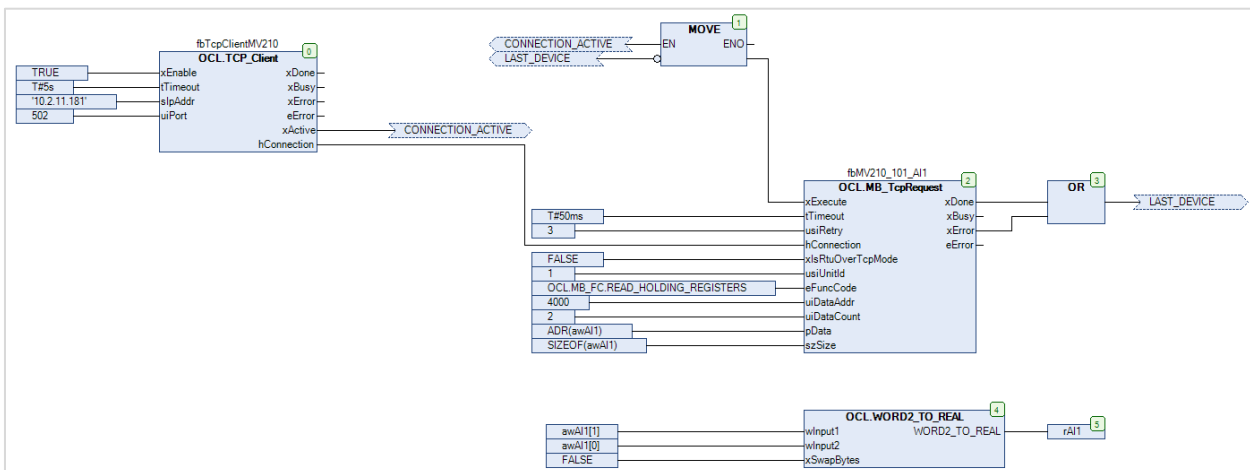 fbTcpClientMV210
OCL.TCP_Client
0
TRUE
xEnable
xDone
T#5s
tTimeout
xBusy
'10.2.11.181'
sIpAddr
xError
502
uiPort
eError
xActive
CONNECTION_ACTIVE
hConnection
MOVE
1
CONNECTION_ACTIVE
EN
ENO
LAST_DEVICE
fbMV210_101_AI1
OCL.MB_TcpRequest
2
xExecute
xDone
T#50ms
tTimeout
xBusy
3
usiRetry
xError
hConnection
eError
FALSE
xIsRtuOverTcpMode
1
usiUnitId
OCL.MB_FC.READ_HOLDING_REGISTERS
eFuncCode
4000
uiDataAddr
2
uiDataCount
ADR(awAI1)
pData
SIZEOF(awAI1)
szSize
OR
3
LAST_DEVICE
OCL.WORD2_TO_REAL
4
awAI1[1]
wInput1
WORD2_TO_REAL
rAI1
5
awAI1[0]
wInput2
FALSE
xSwapBytes